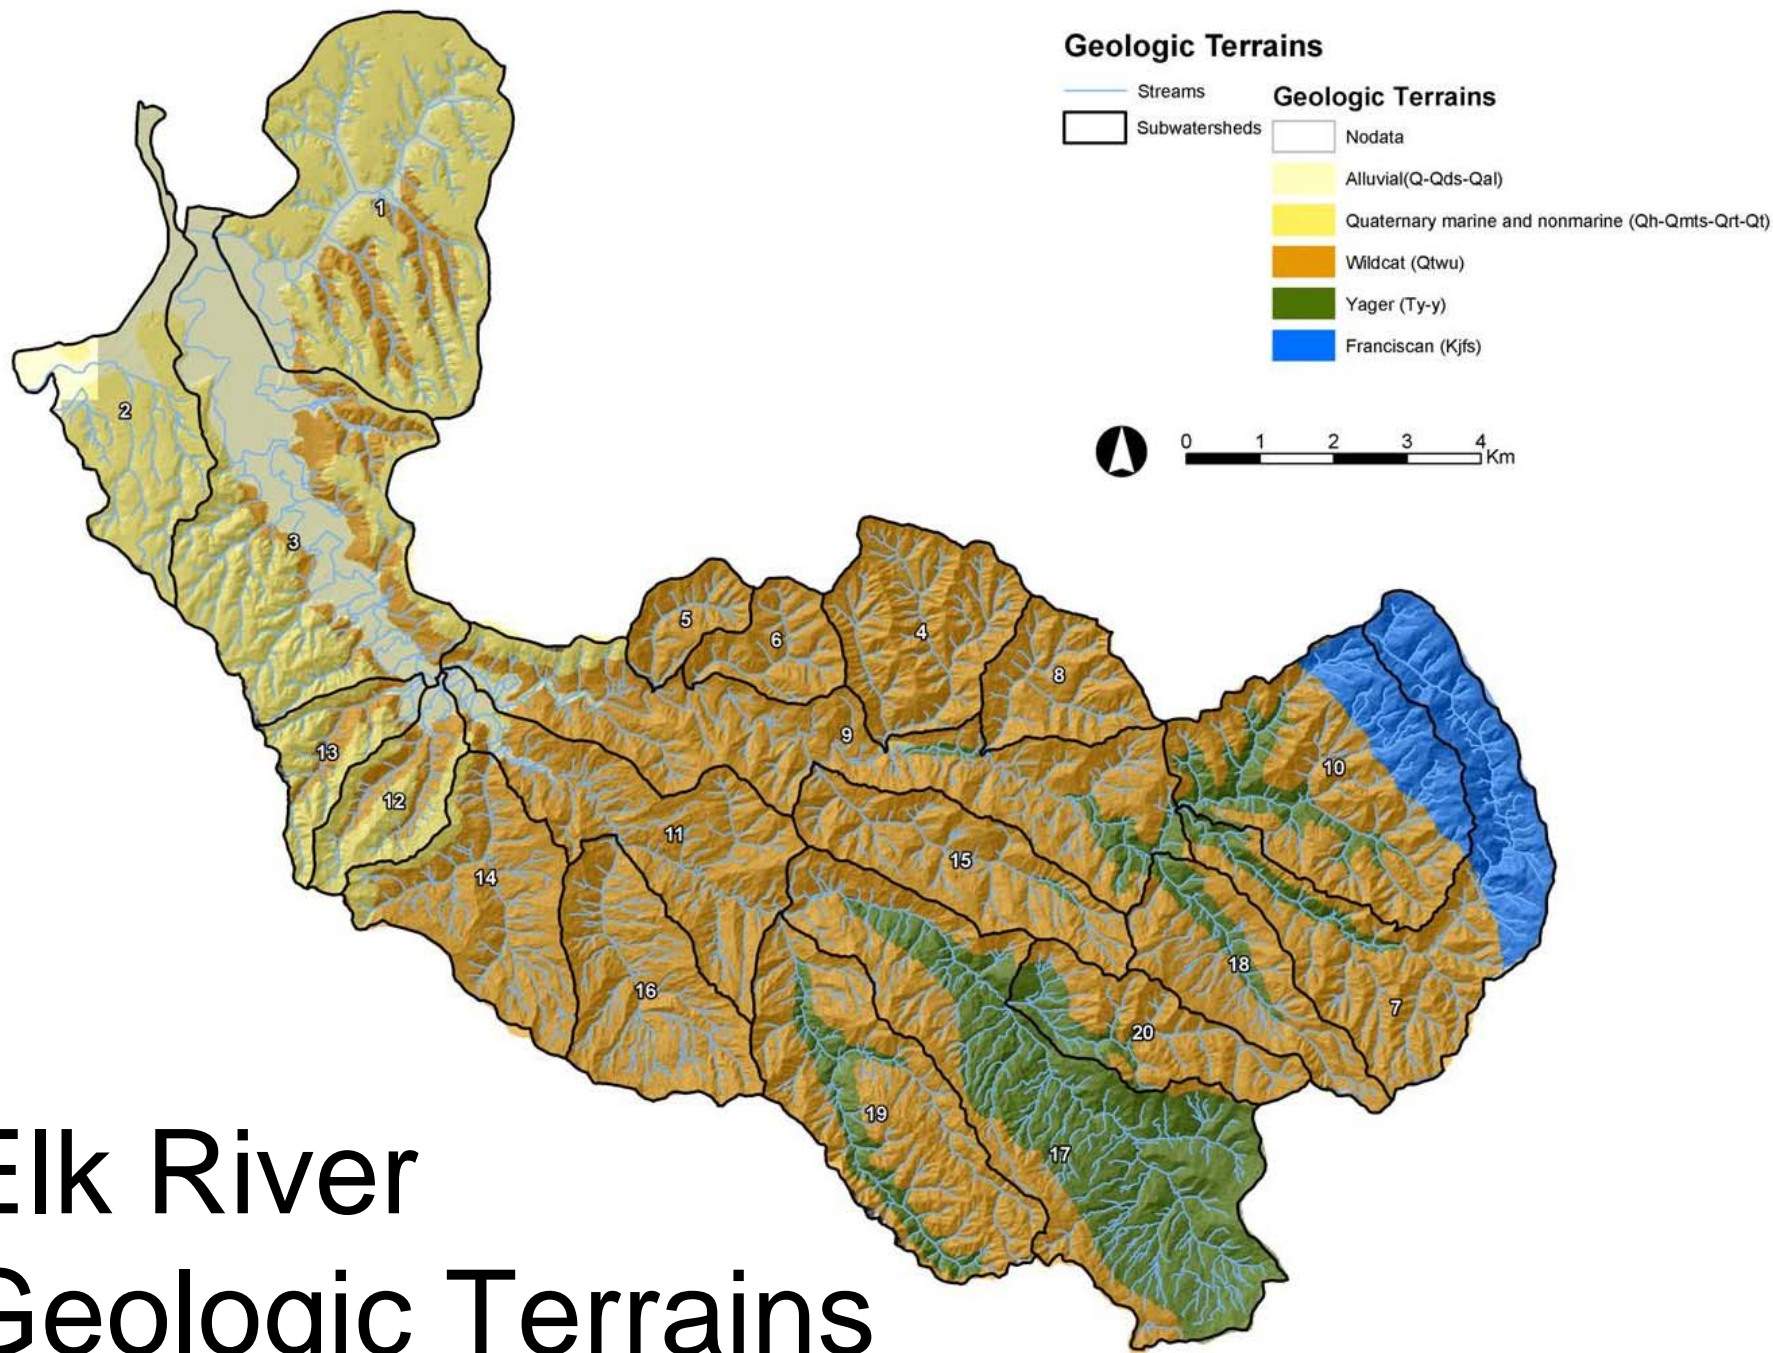 Geologic Terrains
Streams
Subwatersheds
Geologic Terrains
Nodata
Alluvial(Q-Qds-Qal)
Quaternary marine and nonmarine (Qh-Qmts-Qrt-Qt)
Wildcat (Qtwu)
Yager (Ty-y)
Franciscan (Kjfs)
0 1 2 3 4
Km
1
2
3
5
6
4
8
9
10
13
12
11
14
15
16
18
7
20
19
17
Elk River
Geologic Terrains